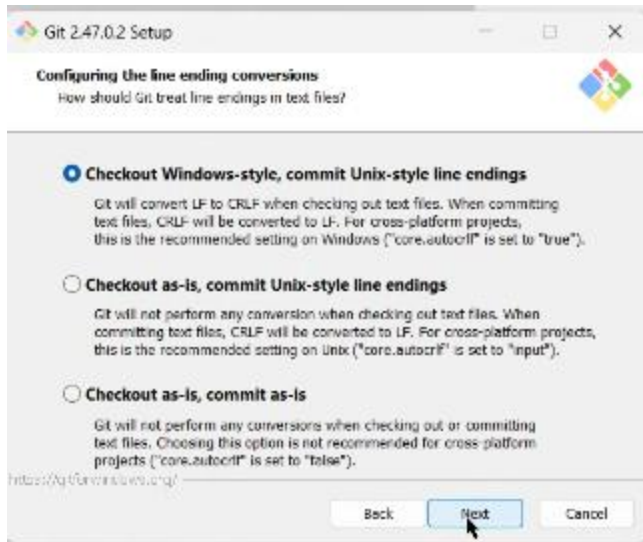 Git 2.47.0.2 Setup
Configuring the line ending conversions
How should Git treat line endings in text files?
Checkout Windows-style, commit Unix-style line endings
Git will convert LF to CRLF when checking out text files. When committing
text files, CRLF will be converted to LF. For cross-platform projects,
this is the recommended setting on Windows ("core.autocrlf" is set to "true").
Checkout as-is, commit Unix-style line endings
Git will not perform any conversion when checking out text files. When
committing text files, CRLF will be converted to LF. For cross-platform projects,
this is the recommended setting on Unix ("core.autocrlf" is set to "input").
Checkout as-is, commit as-is
Git will not perform any conversions when checking out or committing
text files. Choosing this option is not recommended for cross-platform
projects ("core.autocrlf" is set to "false").
https://gitforwindows.org/
Back Next Cancel